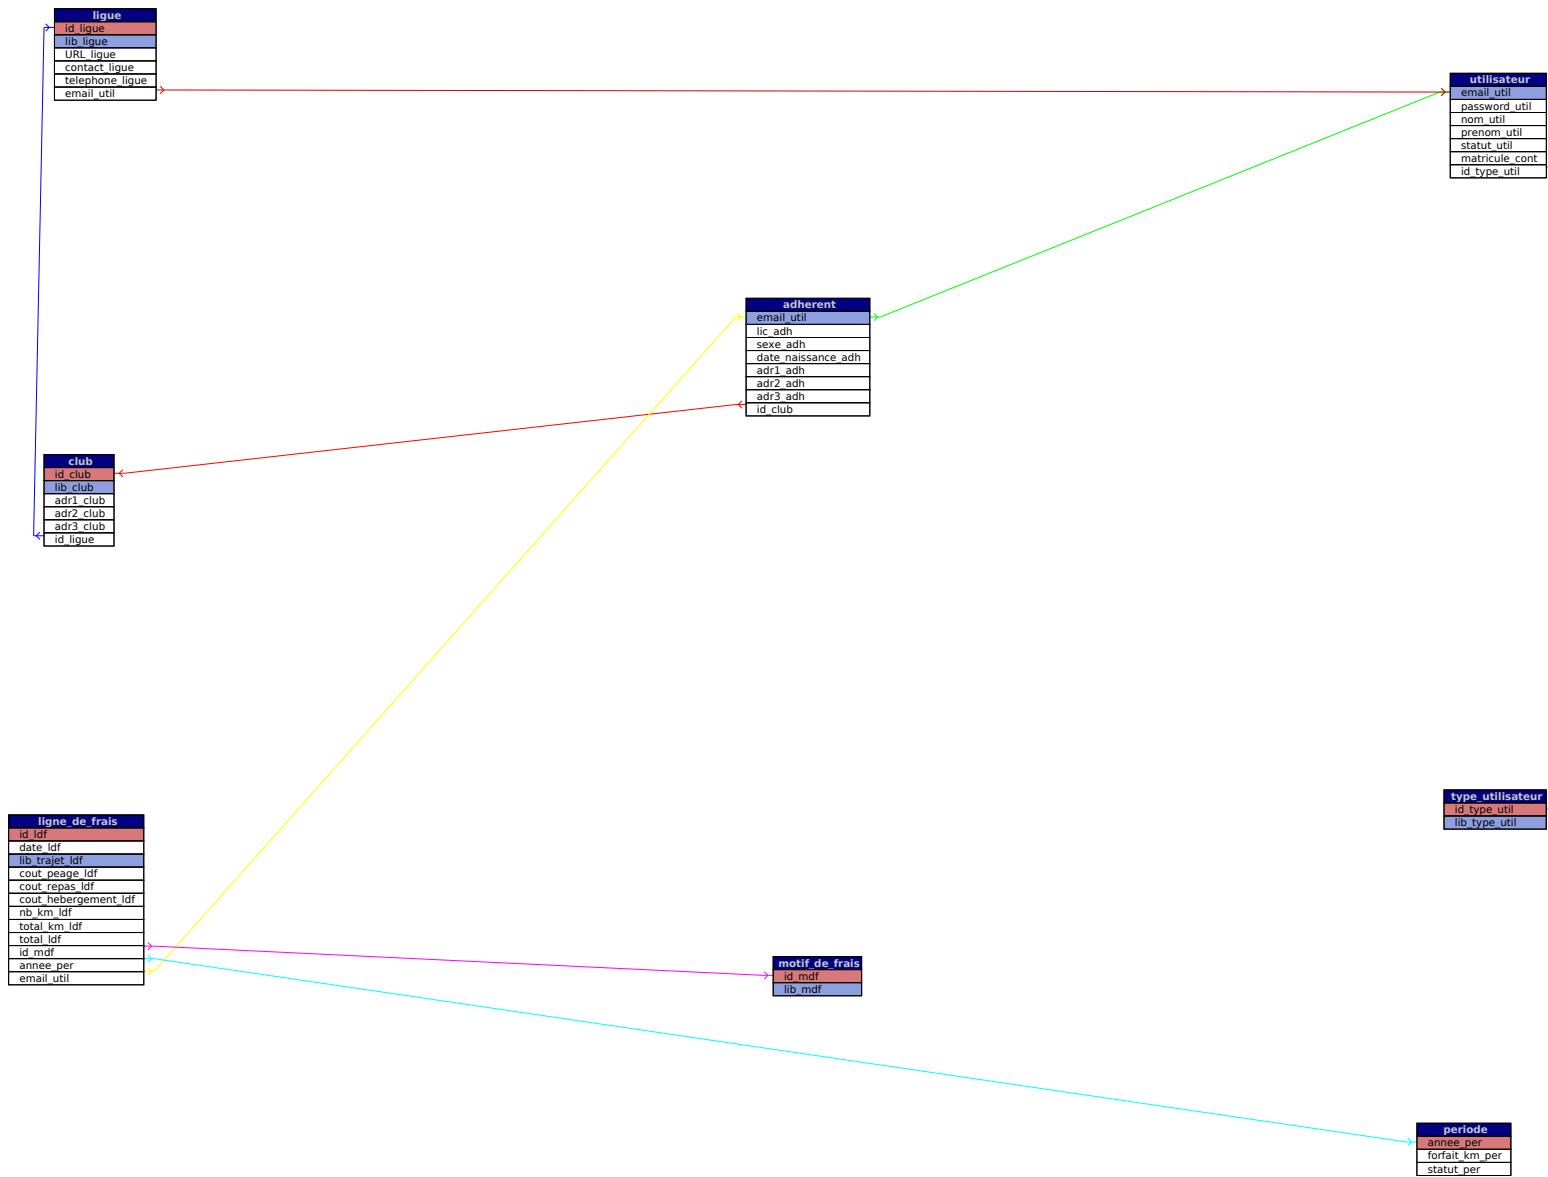 ligue
id_ligue
lib_ligue
URL_ligue
contact_ligue
telephone_ligue
email_util
utilisateur
email_util
password_util
nom_util
prenom_util
statut_util
matricule_cont
id_type_util
adherent
email_util
lic_adh
sexe_adh
date_naissance_adh
adr1_adh
adr2_adh
adr3_adh
id_club
club
id_club
lib_club
adr1_club
adr2_club
adr3_club
id_ligue
ligne_de_frais
id_ldf
date_ldf
lib_trajet_ldf
cout_peage_ldf
cout_repas_ldf
cout_hebergement_ldf
nb_km_ldf
total_km_ldf
total_ldf
id_mdf
annee_per
email_util
type_utilisateur
id_type_util
lib_type_util
motif_de_frais
id_mdf
lib_mdf
periode
annee_per
forfait_km_per
statut_per